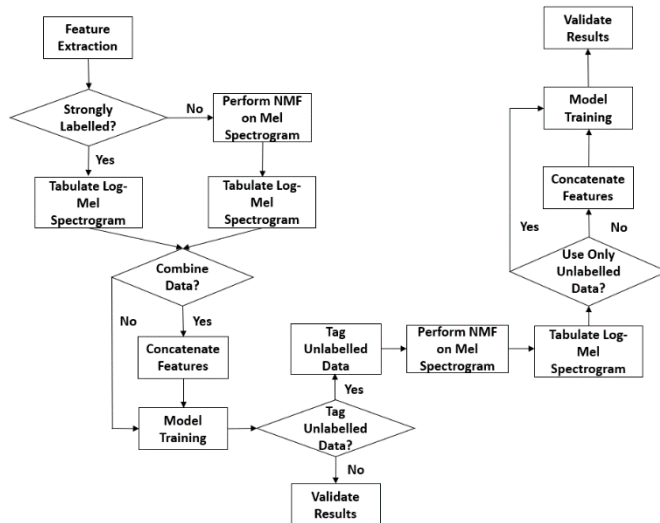 Feature
Extraction
Strongly
Labelled?
No
Perform NMF
on Mel
Spectrogram
Yes
Tabulate Log-
Mel
Spectrogram
Tabulate Log-
Mel
Spectrogram
Combine
Data?
No
Yes
Concatenate
Features
Model
Training
Tag
Unlabelled
Data?
No
Validate
Results
Yes
Tag
Unlabelled
Data
Perform NMF
on Mel
Spectrogram
Tabulate Log-
Mel
Spectrogram
Use Only
Unlabelled
Data?
Yes
No
Concatenate
Features
Model
Training
Validate
Results